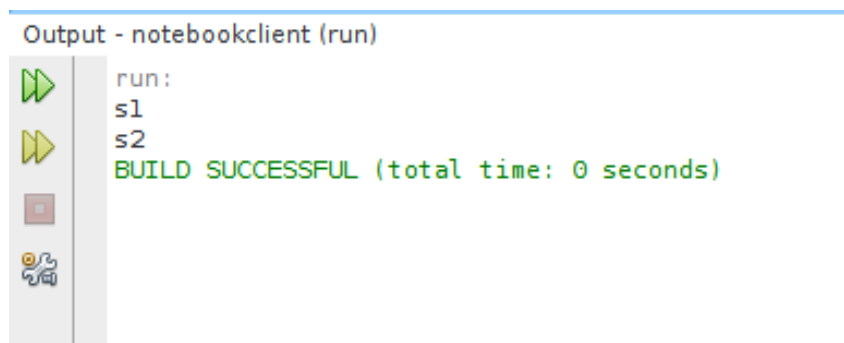 Output - notebookclient (run)
run:
s1
s2
BUILD SUCCESSFUL (total time: 0 seconds)